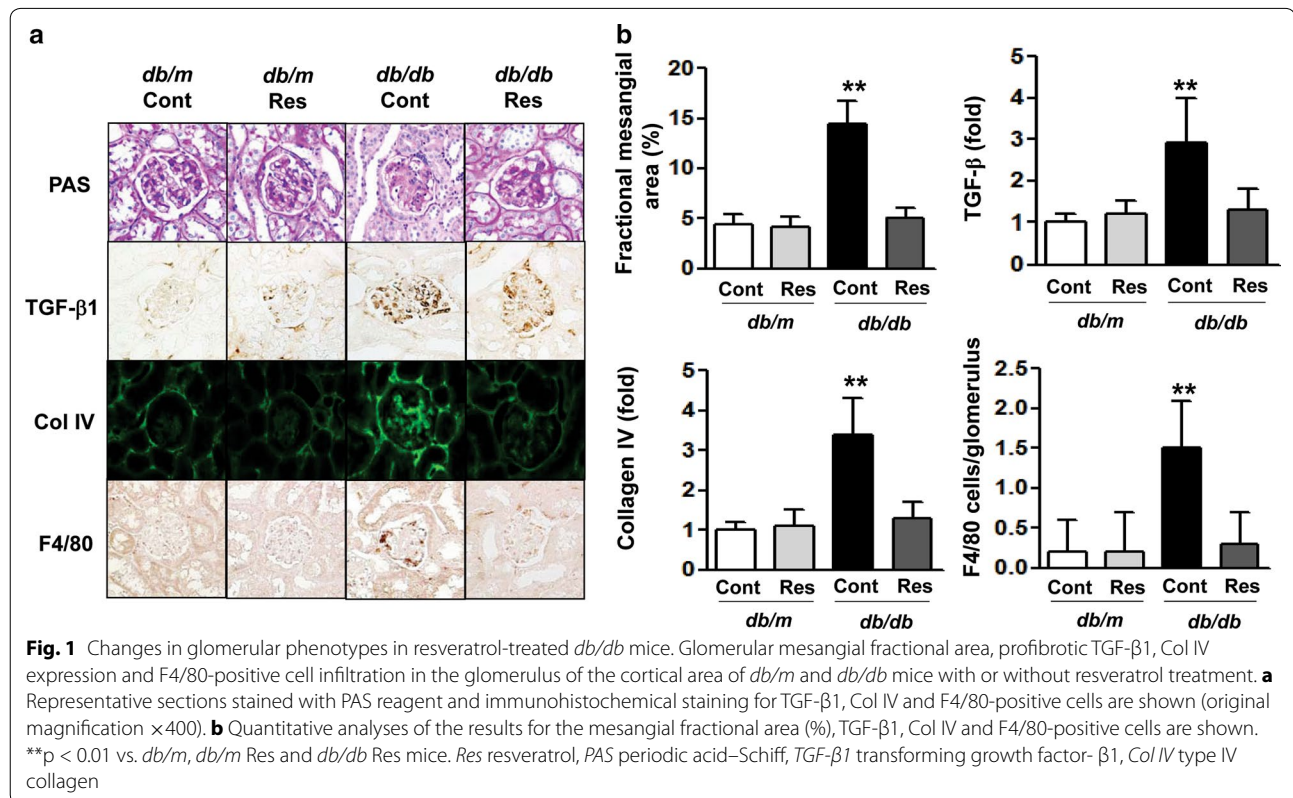 a
db/m db/m db/db db/db
Cont Res Cont Res
PAS
TGF-β1
Col IV
F4/80
b
Fractional mesangial
area (%)
20
15
10
5
0
**
Cont Res Cont Res
db/m db/db
TGF-β (fold)
5
4
3
2
1
0
**
Cont Res Cont Res
db/m db/db
Collagen IV (fold)
5
4
3
2
1
0
**
Cont Res Cont Res
db/m db/db
F4/80 cells/glomerulus
2.5
2.0
1.5
1.0
0.5
0.0
**
Cont Res Cont Res
db/m db/db
Fig. 1 Changes in glomerular phenotypes in resveratrol-treated db/db mice. Glomerular mesangial fractional area, profibrotic TGF-β1, Col IV
expression and F4/80-positive cell infiltration in the glomerulus of the cortical area of db/m and db/db mice with or without resveratrol treatment. a
Representative sections stained with PAS reagent and immunohistochemical staining for TGF-β1, Col IV and F4/80-positive cells are shown (original
magnification ×400). b Quantitative analyses of the results for the mesangial fractional area (%), TGF-β1, Col IV and F4/80-positive cells are shown.
**p < 0.01 vs. db/m, db/m Res and db/db Res mice. Res resveratrol, PAS periodic acid–Schiff, TGF-β1 transforming growth factor- β1, Col IV type IV
collagen